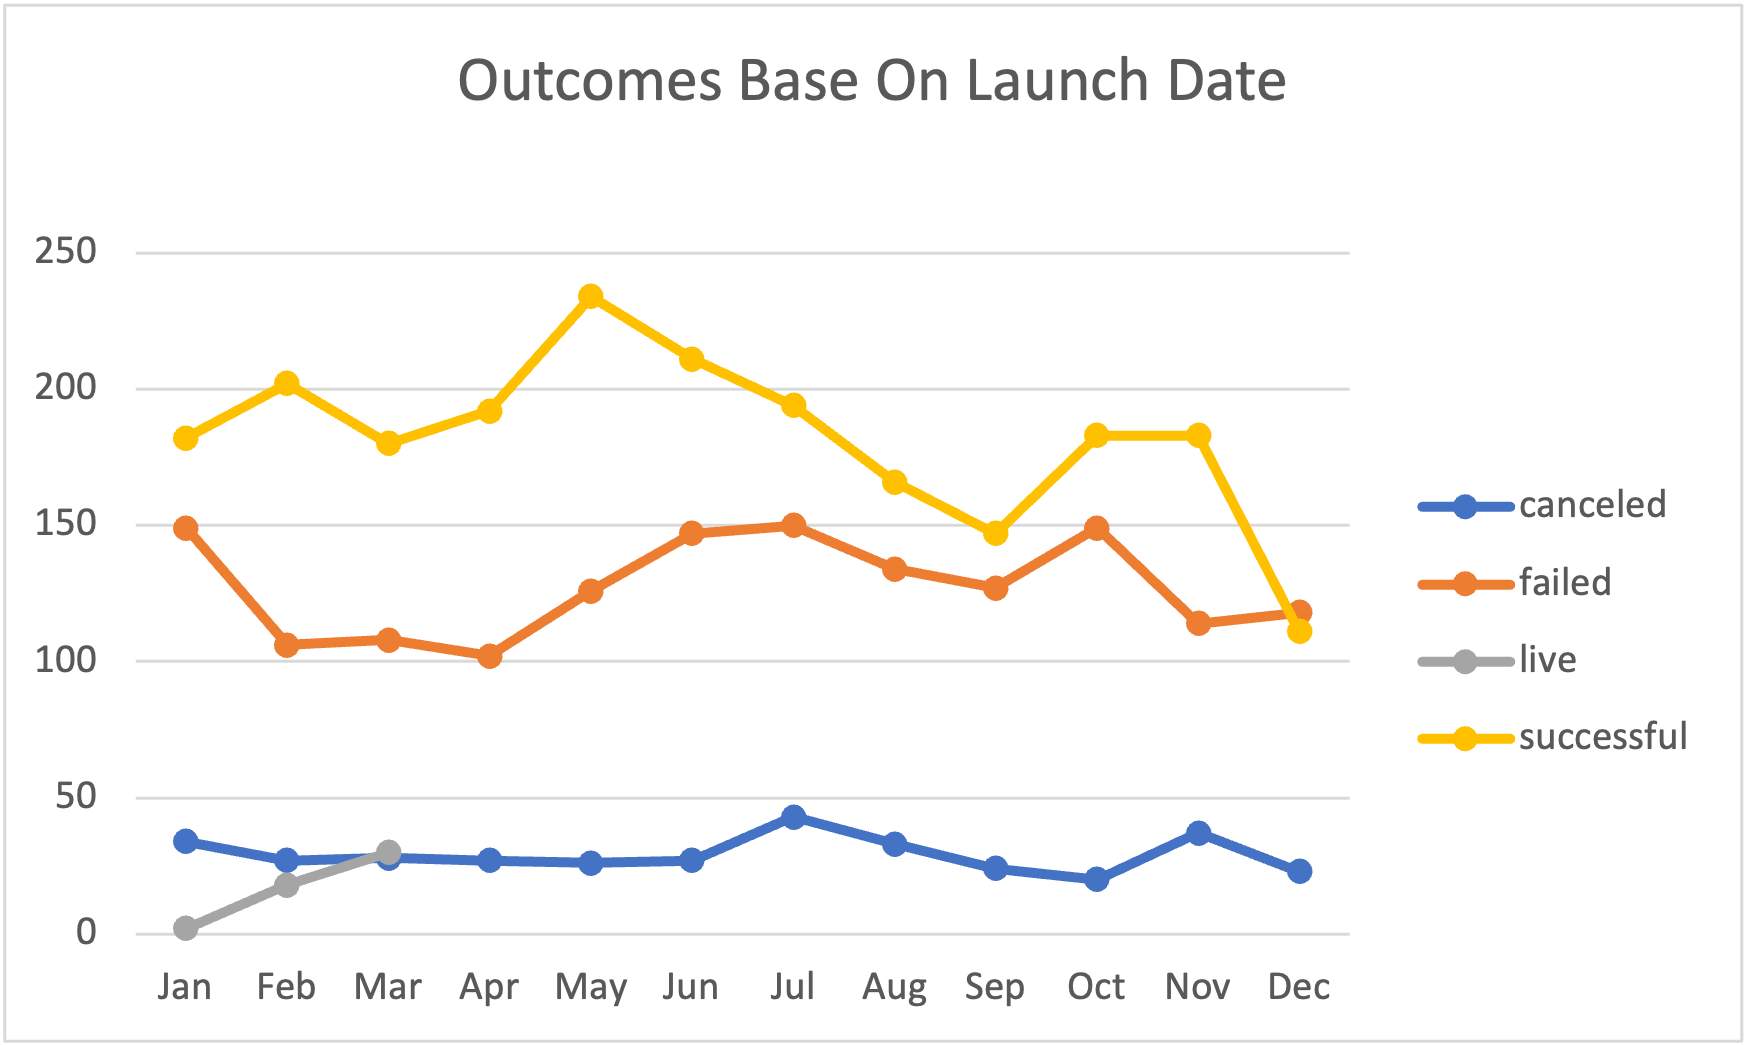 Outcomes Base On Launch Date
250
200
150
100
50
0
Jan Feb Mar Apr May Jun Jul Aug Sep Oct Nov Dec
canceled
failed
live
successful